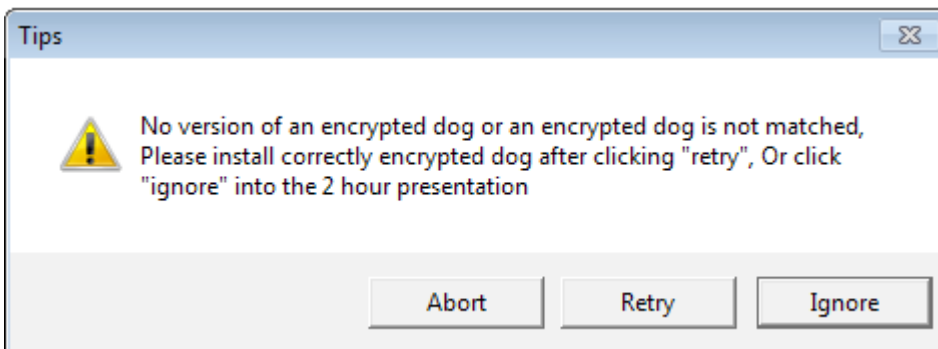 Tips
No version of an encrypted dog or an encrypted dog is not matched,
Please install correctly encrypted dog after clicking "retry", Or click
"ignore" into the 2 hour presentation
Abort
Retry
Ignore